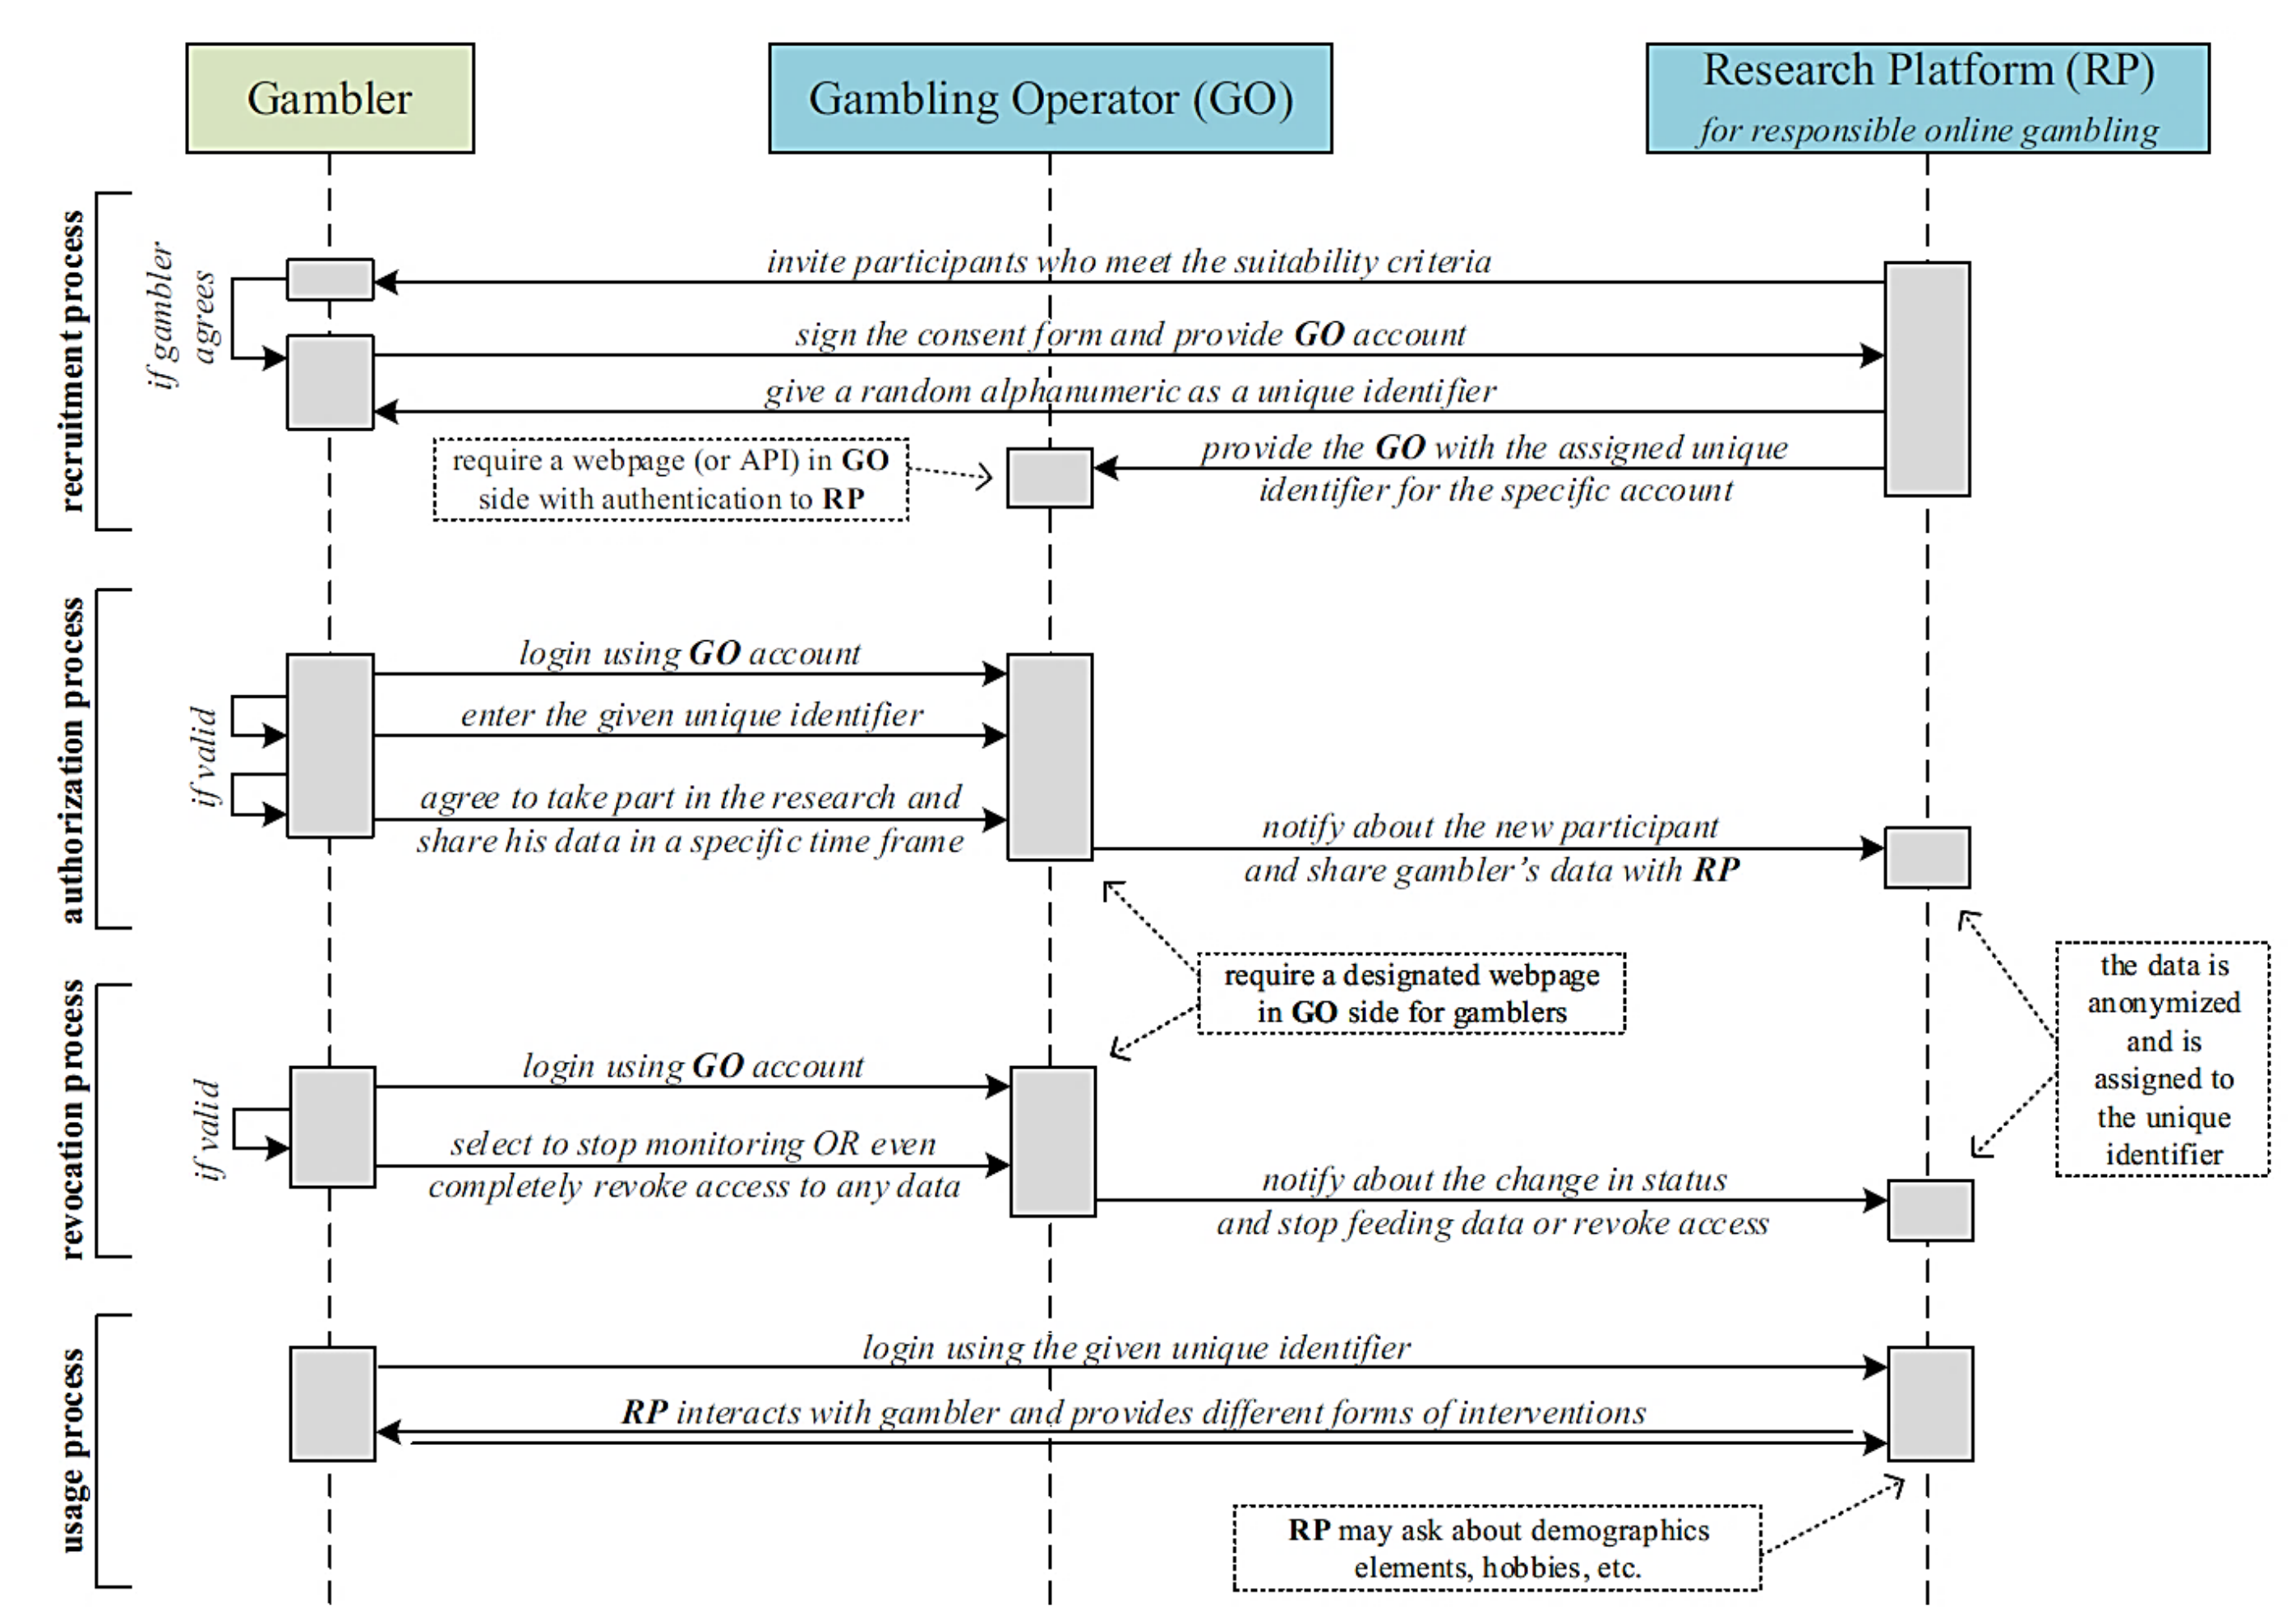 Gambler
Gambling Operator (GO)
Research Platform (RP)
for responsible online gambling
recruitment process
if gambler
agrees
invite participants who meet the suitability criteria
sign the consent form and provide GO account
give a random alphanumeric as a unique identifier
require a webpage (or API) in GO
side with authentication to RP
provide the GO with the assigned unique
identifier for the specific account
authorization process
if valid
login using GO account
enter the given unique identifier
agree to take part in the research and
share his data in a specific time frame
notify about the new participant
and share gambler's data with RP
require a designated webpage
in GO side for gamblers
the data is
anonymized
and is
assigned to
the unique
identifier
revocation process
if valid
login using GO account
select to stop monitoring OR even
completely revoke access to any data
notify about the change in status
and stop feeding data or revoke access
usage process
login using the given unique identifier
RP interacts with gambler and provides different forms of interventions
RP may ask about demographics
elements, hobbies, etc.